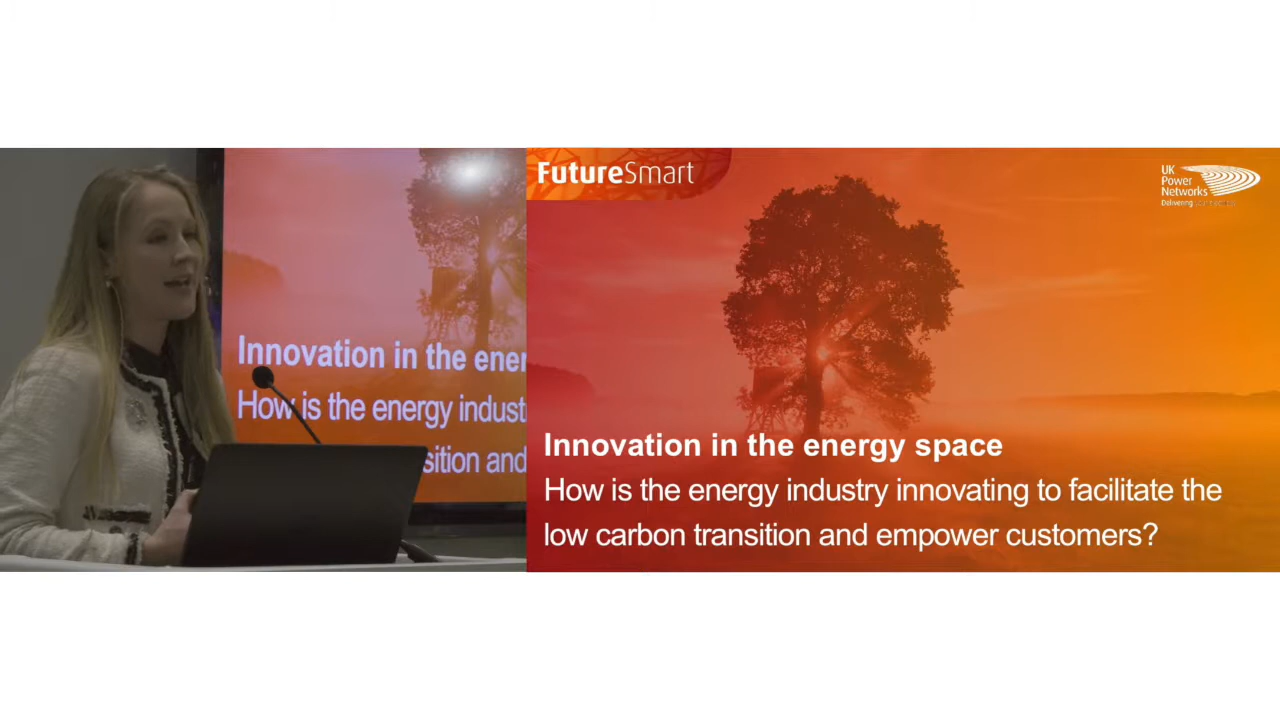 Innovation in the ener
How is the energy indust
sition and
FutureSmart
UK
Power
Networks
Delivering
Innovation in the energy space
How is the energy industry innovating to facilitate the
low carbon transition and empower customers?